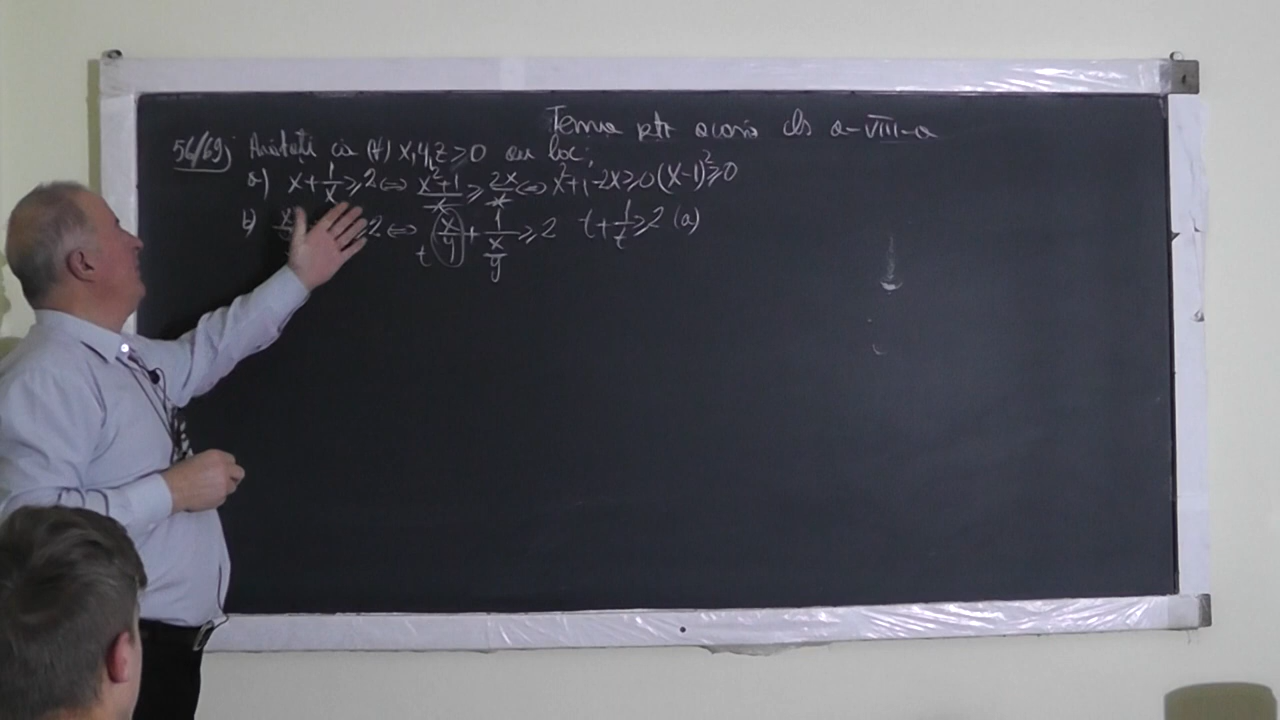 Tema ptr acasă cls a-VIII-a
56/69; Arătați că (∀) x,y,z ≥ 0 au loc:
a) x + 1/x ≥ 2 ⇔ x²+1/x ≥ 2x/x ⇔ x²+1-2x ≥ 0 (x-1)² ≥ 0
b) x ≥ 2 ⇔ x/y + 1/(x/y) ≥ 2 t + 1/t ≥ 2 (a)
t